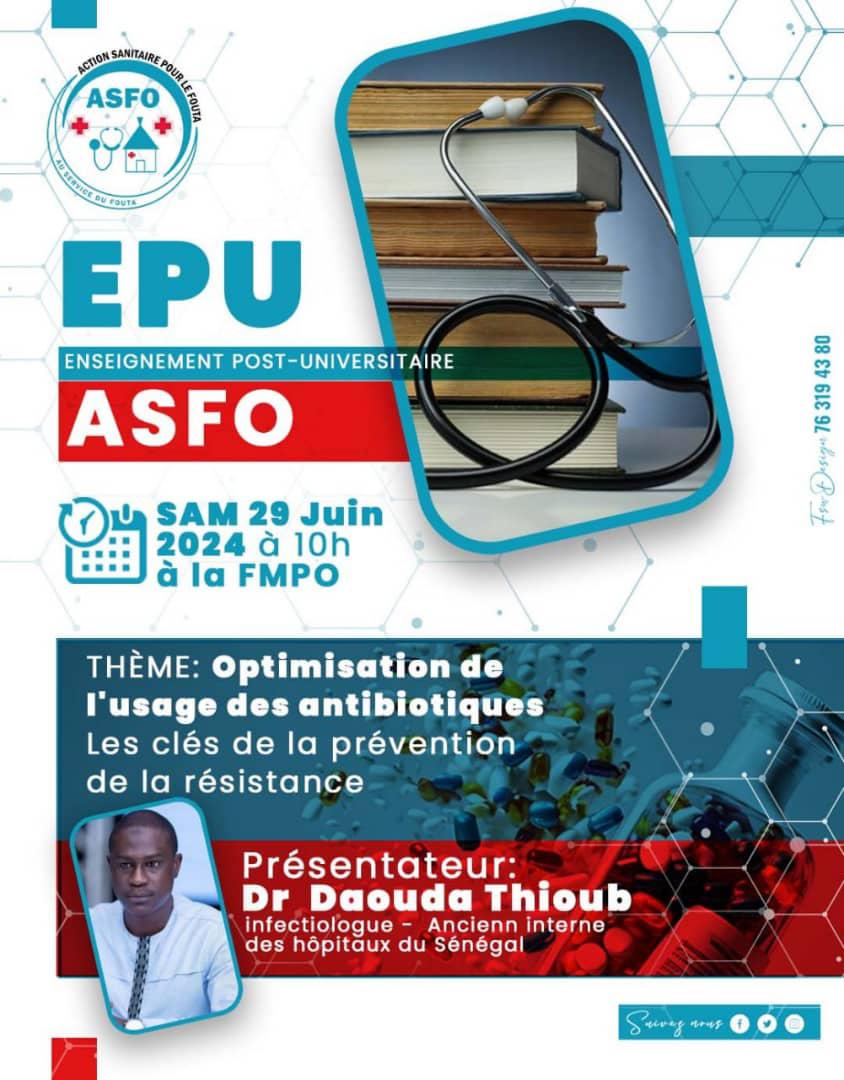 ACTION SANITAIRE POUR LE FOUTA
ASFO
AU SERVICE DU FOUTA
EPU
ENSEIGNEMENT POST-UNIVERSITAIRE
ASFO
SAM 29 Juin
2024 à 10h
à la FMPO
Fsw Design 76 319 43 80
THÈME: Optimisation de
l'usage des antibiotiques
Les clés de la prévention
de la résistance
Présentateur:
Dr Daouda Thioub
infectiologue - Ancienn interne
des hôpitaux du Sénégal
Suivez nous